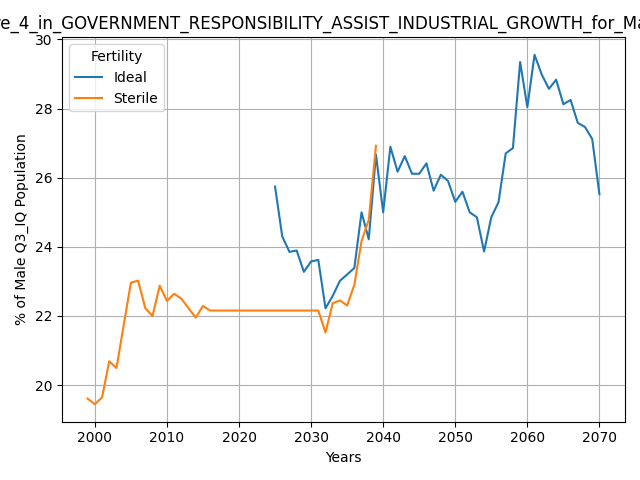 re_4_in_GOVERNMENT_RESPONSIBILITY_ASSIST_INDUSTRIAL_GROWTH_for_Ma
Fertility
Ideal
Sterile
% of Male Q3_IQ Population
30
28
26
24
22
20
2000 2010 2020 2030 2040 2050 2060 2070
Years